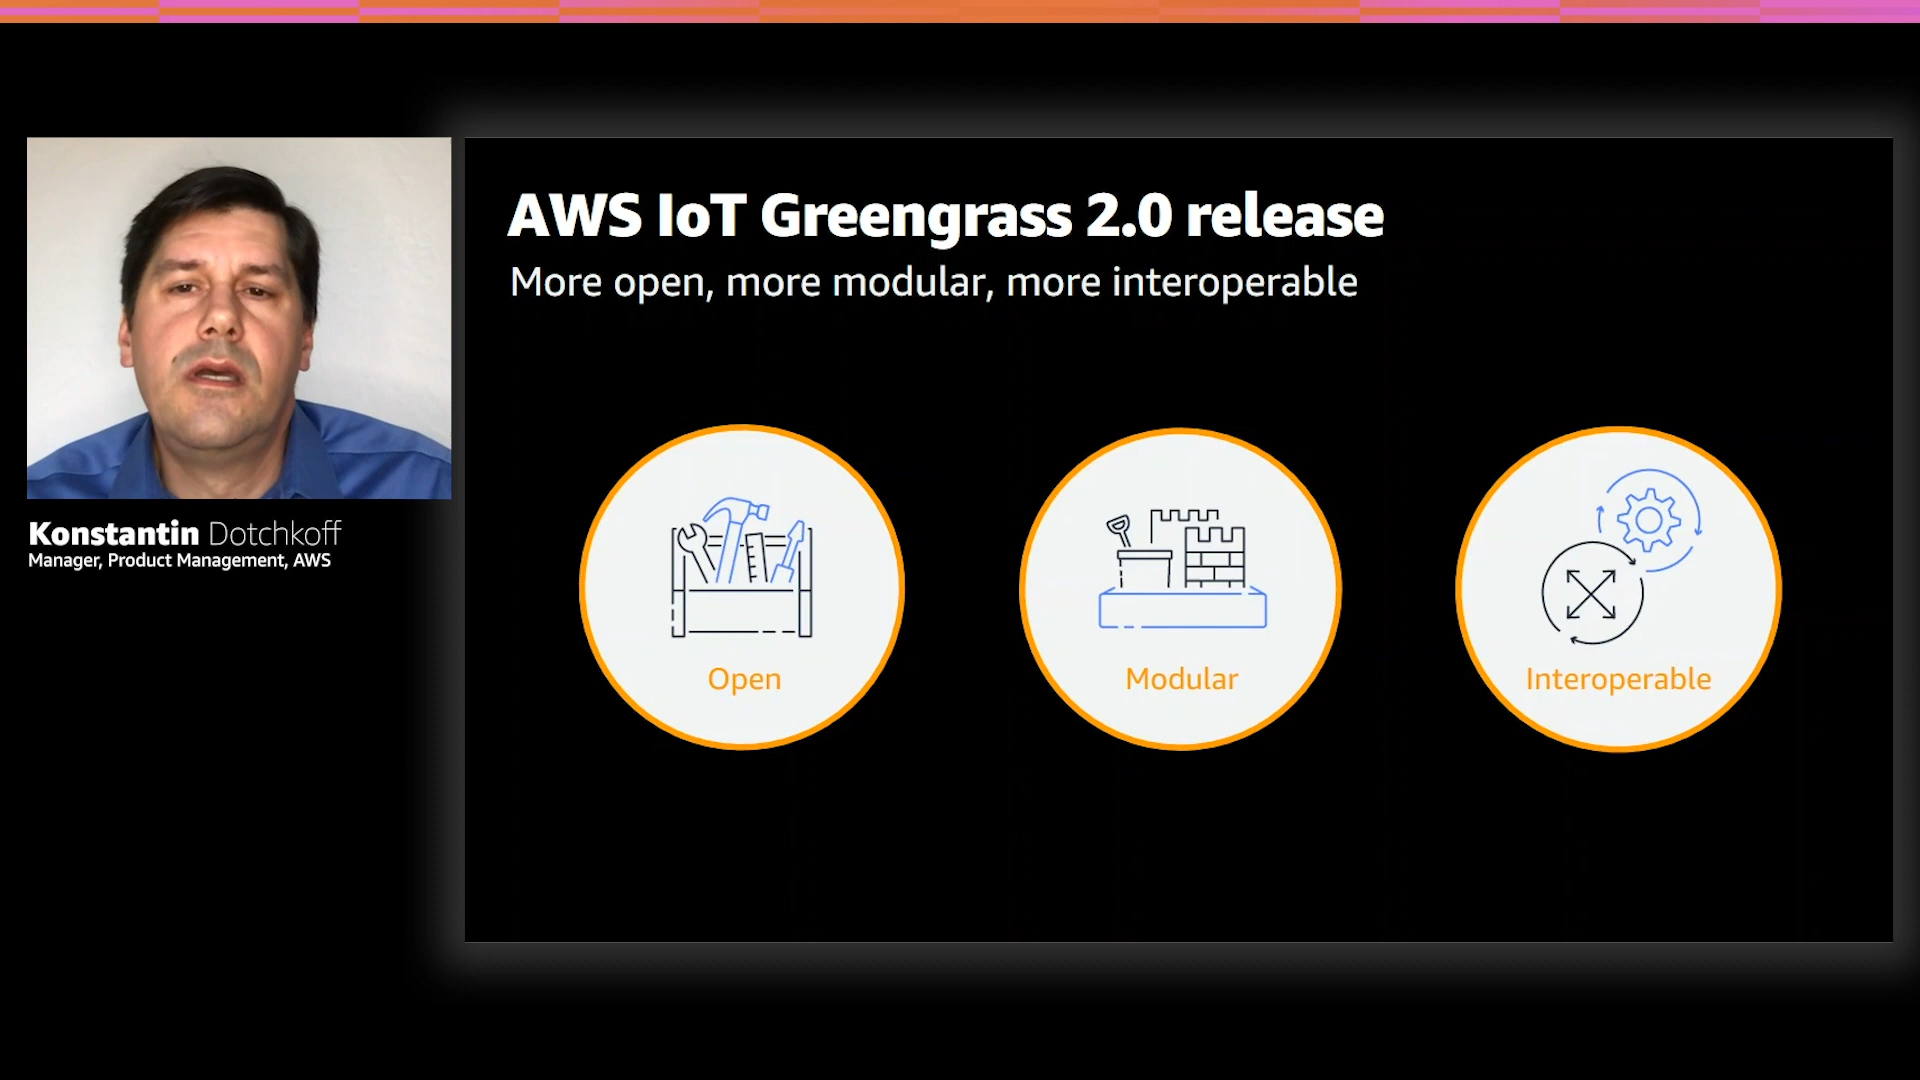 AWS IoT Greengrass 2.0 release
More open, more modular, more interoperable
Konstantin Dotchkoff
Manager, Product Management, AWS
Open
Modular
Interoperable